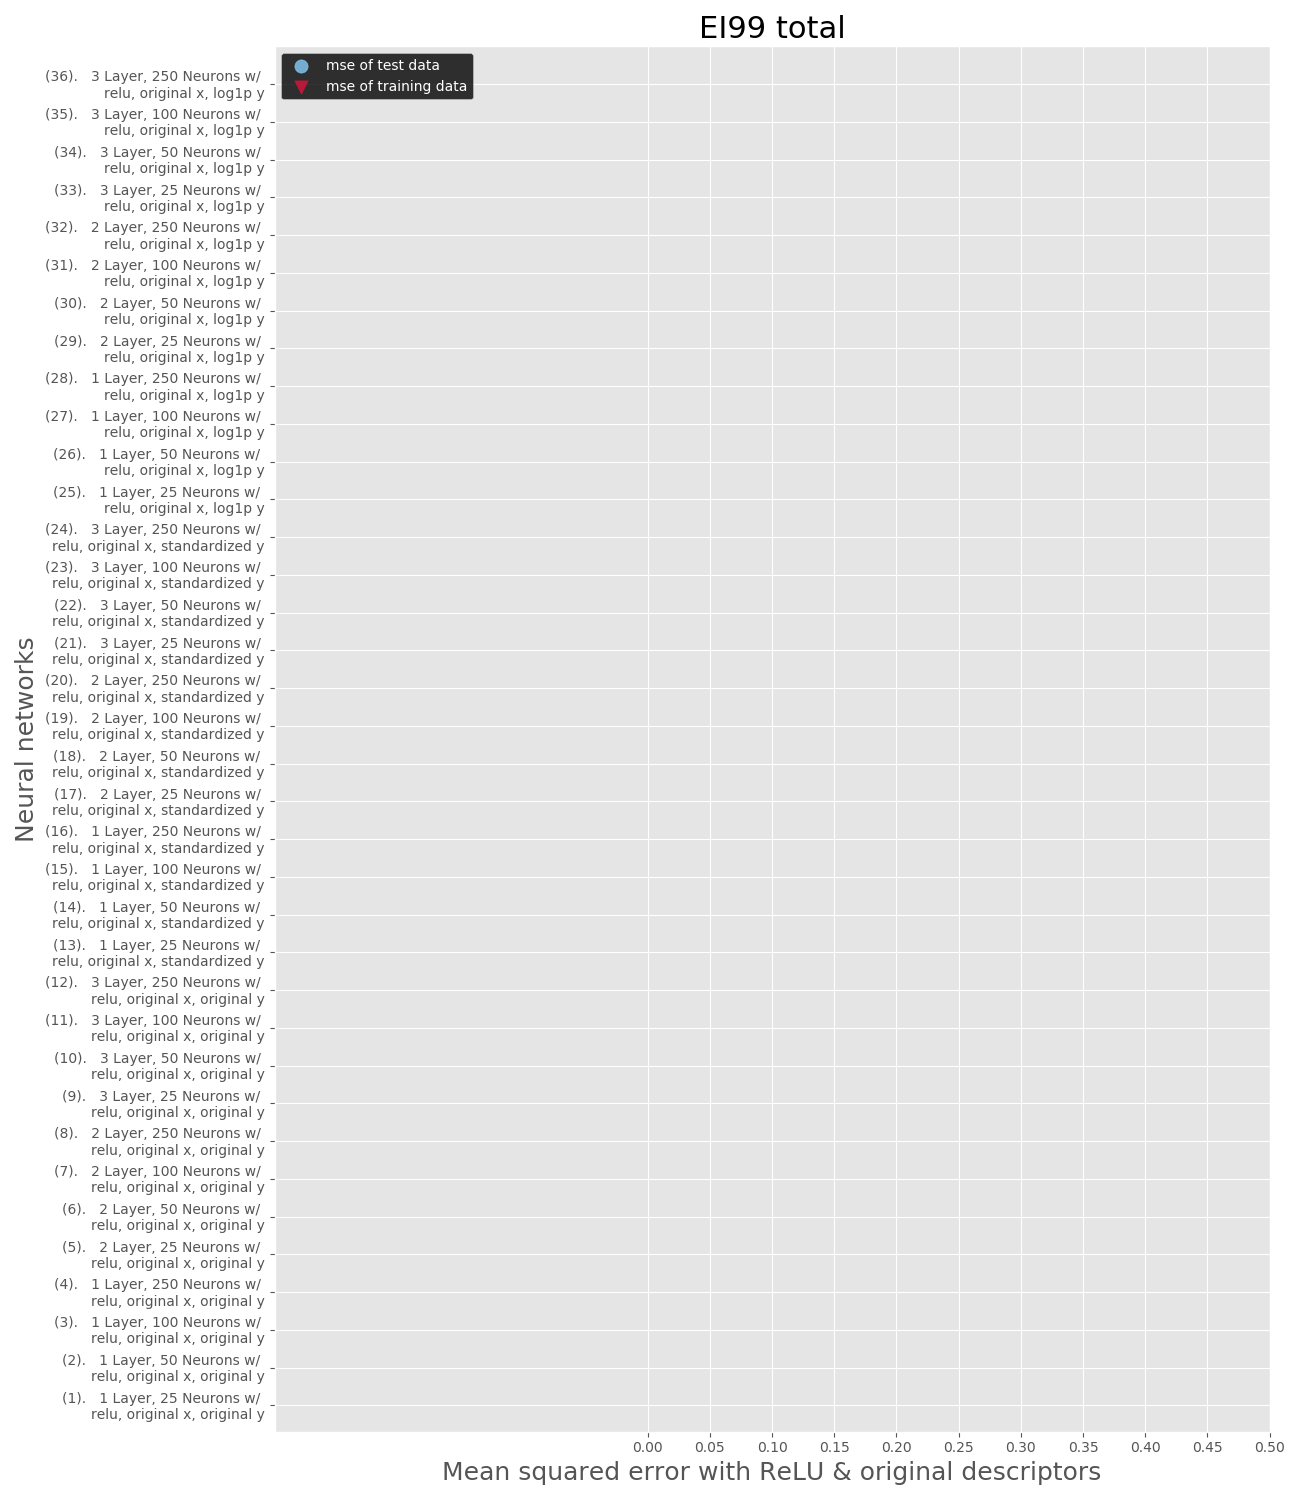 EI99 total
mse of test data
mse of training data
(36).   3 Layer, 250 Neurons w/
relu, original x, log1p y
(35).   3 Layer, 100 Neurons w/
relu, original x, log1p y
(34).   3 Layer, 50 Neurons w/
relu, original x, log1p y
(33).   3 Layer, 25 Neurons w/
relu, original x, log1p y
(32).   2 Layer, 250 Neurons w/
relu, original x, log1p y
(31).   2 Layer, 100 Neurons w/
relu, original x, log1p y
(30).   2 Layer, 50 Neurons w/
relu, original x, log1p y
(29).   2 Layer, 25 Neurons w/
relu, original x, log1p y
(28).   1 Layer, 250 Neurons w/
relu, original x, log1p y
(27).   1 Layer, 100 Neurons w/
relu, original x, log1p y
(26).   1 Layer, 50 Neurons w/
relu, original x, log1p y
(25).   1 Layer, 25 Neurons w/
relu, original x, log1p y
(24).   3 Layer, 250 Neurons w/
relu, original x, standardized y
(23).   3 Layer, 100 Neurons w/
relu, original x, standardized y
(22).   3 Layer, 50 Neurons w/
relu, original x, standardized y
(21).   3 Layer, 25 Neurons w/
relu, original x, standardized y
(20).   2 Layer, 250 Neurons w/
relu, original x, standardized y
(19).   2 Layer, 100 Neurons w/
relu, original x, standardized y
(18).   2 Layer, 50 Neurons w/
relu, original x, standardized y
(17).   2 Layer, 25 Neurons w/
relu, original x, standardized y
(16).   1 Layer, 250 Neurons w/
relu, original x, standardized y
(15).   1 Layer, 100 Neurons w/
relu, original x, standardized y
(14).   1 Layer, 50 Neurons w/
relu, original x, standardized y
(13).   1 Layer, 25 Neurons w/
relu, original x, standardized y
(12).   3 Layer, 250 Neurons w/
relu, original x, original y
(11).   3 Layer, 100 Neurons w/
relu, original x, original y
(10).   3 Layer, 50 Neurons w/
relu, original x, original y
(9).   3 Layer, 25 Neurons w/
relu, original x, original y
(8).   2 Layer, 250 Neurons w/
relu, original x, original y
(7).   2 Layer, 100 Neurons w/
relu, original x, original y
(6).   2 Layer, 50 Neurons w/
relu, original x, original y
(5).   2 Layer, 25 Neurons w/
relu, original x, original y
(4).   1 Layer, 250 Neurons w/
relu, original x, original y
(3).   1 Layer, 100 Neurons w/
relu, original x, original y
(2).   1 Layer, 50 Neurons w/
relu, original x, original y
(1).   1 Layer, 25 Neurons w/
relu, original x, original y
Neural networks
0.00 0.05 0.10 0.15 0.20 0.25 0.30 0.35 0.40 0.45 0.50
Mean squared error with ReLU & original descriptors